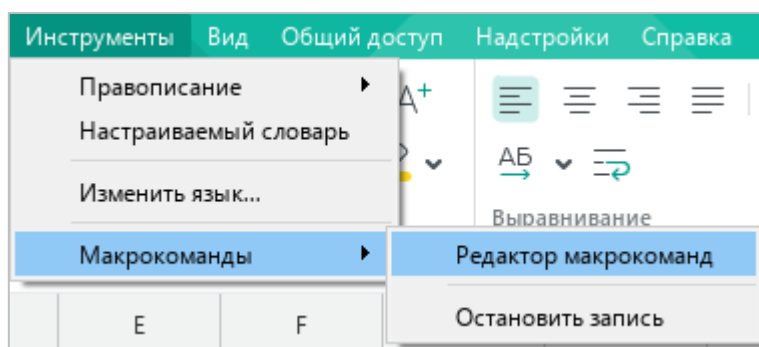 Инструменты Вид Общий доступ Надстройки Справка
Правописание
Настраиваемый словарь
Изменить язык...
Макрокоманды
A+
АБ
Выравнивание
Редактор макрокоманд
Остановить запись
E F